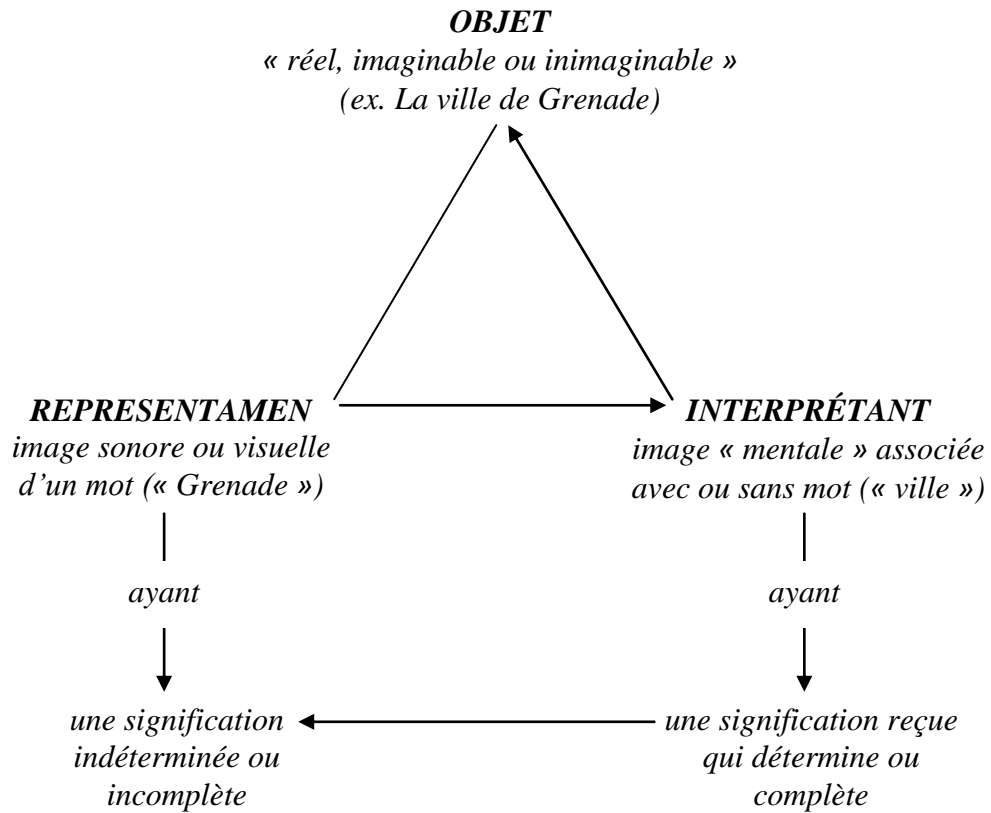 OBJET
« réel, imaginable ou inimaginable »
(ex. La ville de Grenade)
REPRESENTAMEN
image sonore ou visuelle
d’un mot (« Grenade »)
INTERPRÉTANT
image « mentale » associée
avec ou sans mot (« ville »)
ayant
ayant
une signification
indéterminée ou
incomplète
une signification reçue
qui détermine ou
complète